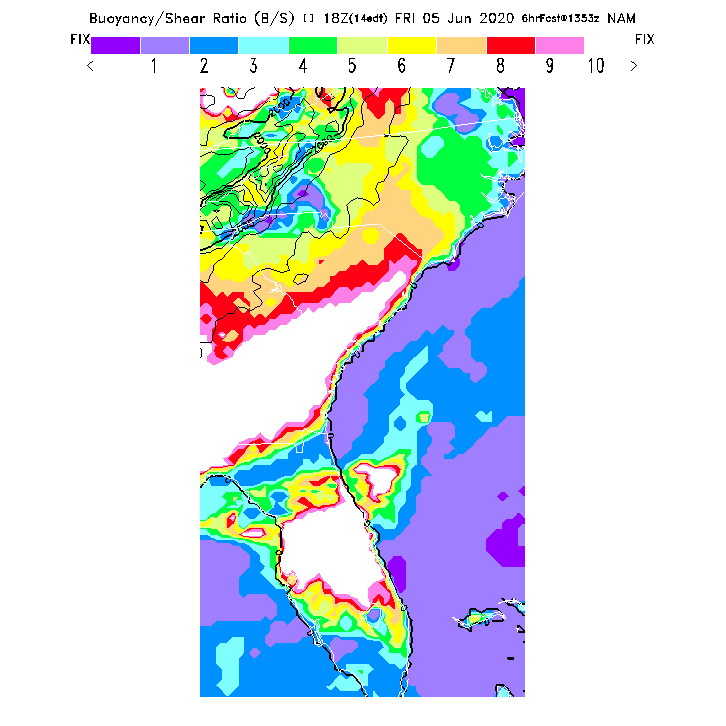 Buoyancy/Shear Ratio (B/S) [] 18Z(14edt) FRI 05 Jun 2020 6hrFcst@1353z NAM
FIX FIX
< 1 2 3 4 5 6 7 8 9 10 >